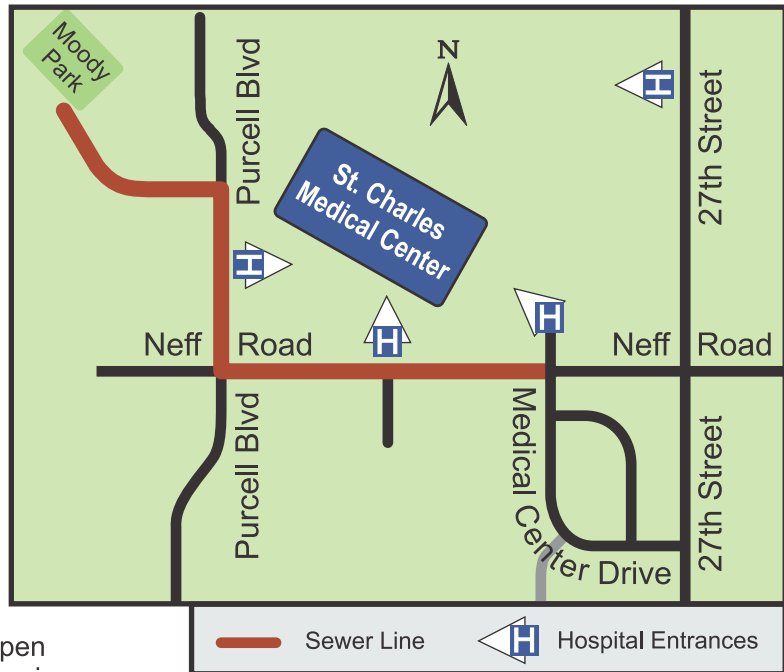 Moody
Park
Purcell Blvd
N
H
27th Street
St. Charles
Medical Center
H
H
H
Neff Road
Neff Road
Purcell Blvd
Medical Center Drive
27th Street
pen
Sewer Line
H Hospital Entrances